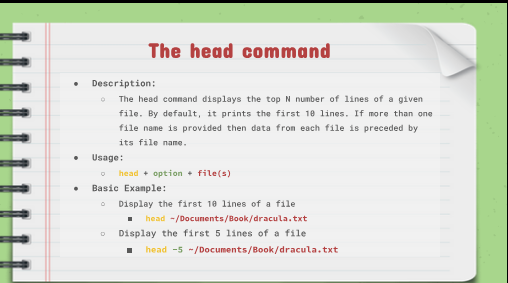 The head command
● Description:
○ The head command displays the top N number of lines of a given
file. By default, it prints the first 10 lines. If more than one
file name is provided then data from each file is preceded by
its file name.
● Usage:
○ head + option + file(s)
● Basic Example:
○ Display the first 10 lines of a file
■ head ~/Documents/Book/dracula.txt
○ Display the first 5 lines of a file
■ head -5 ~/Documents/Book/dracula.txt